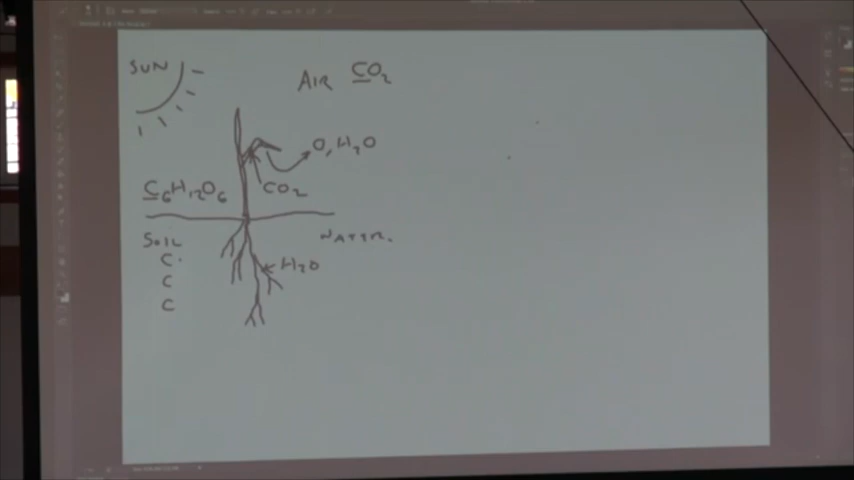 SUN
AIR CO2
O, H2O
C6H12O6
CO2
SOIL
WATER.
C
H2O
C
C